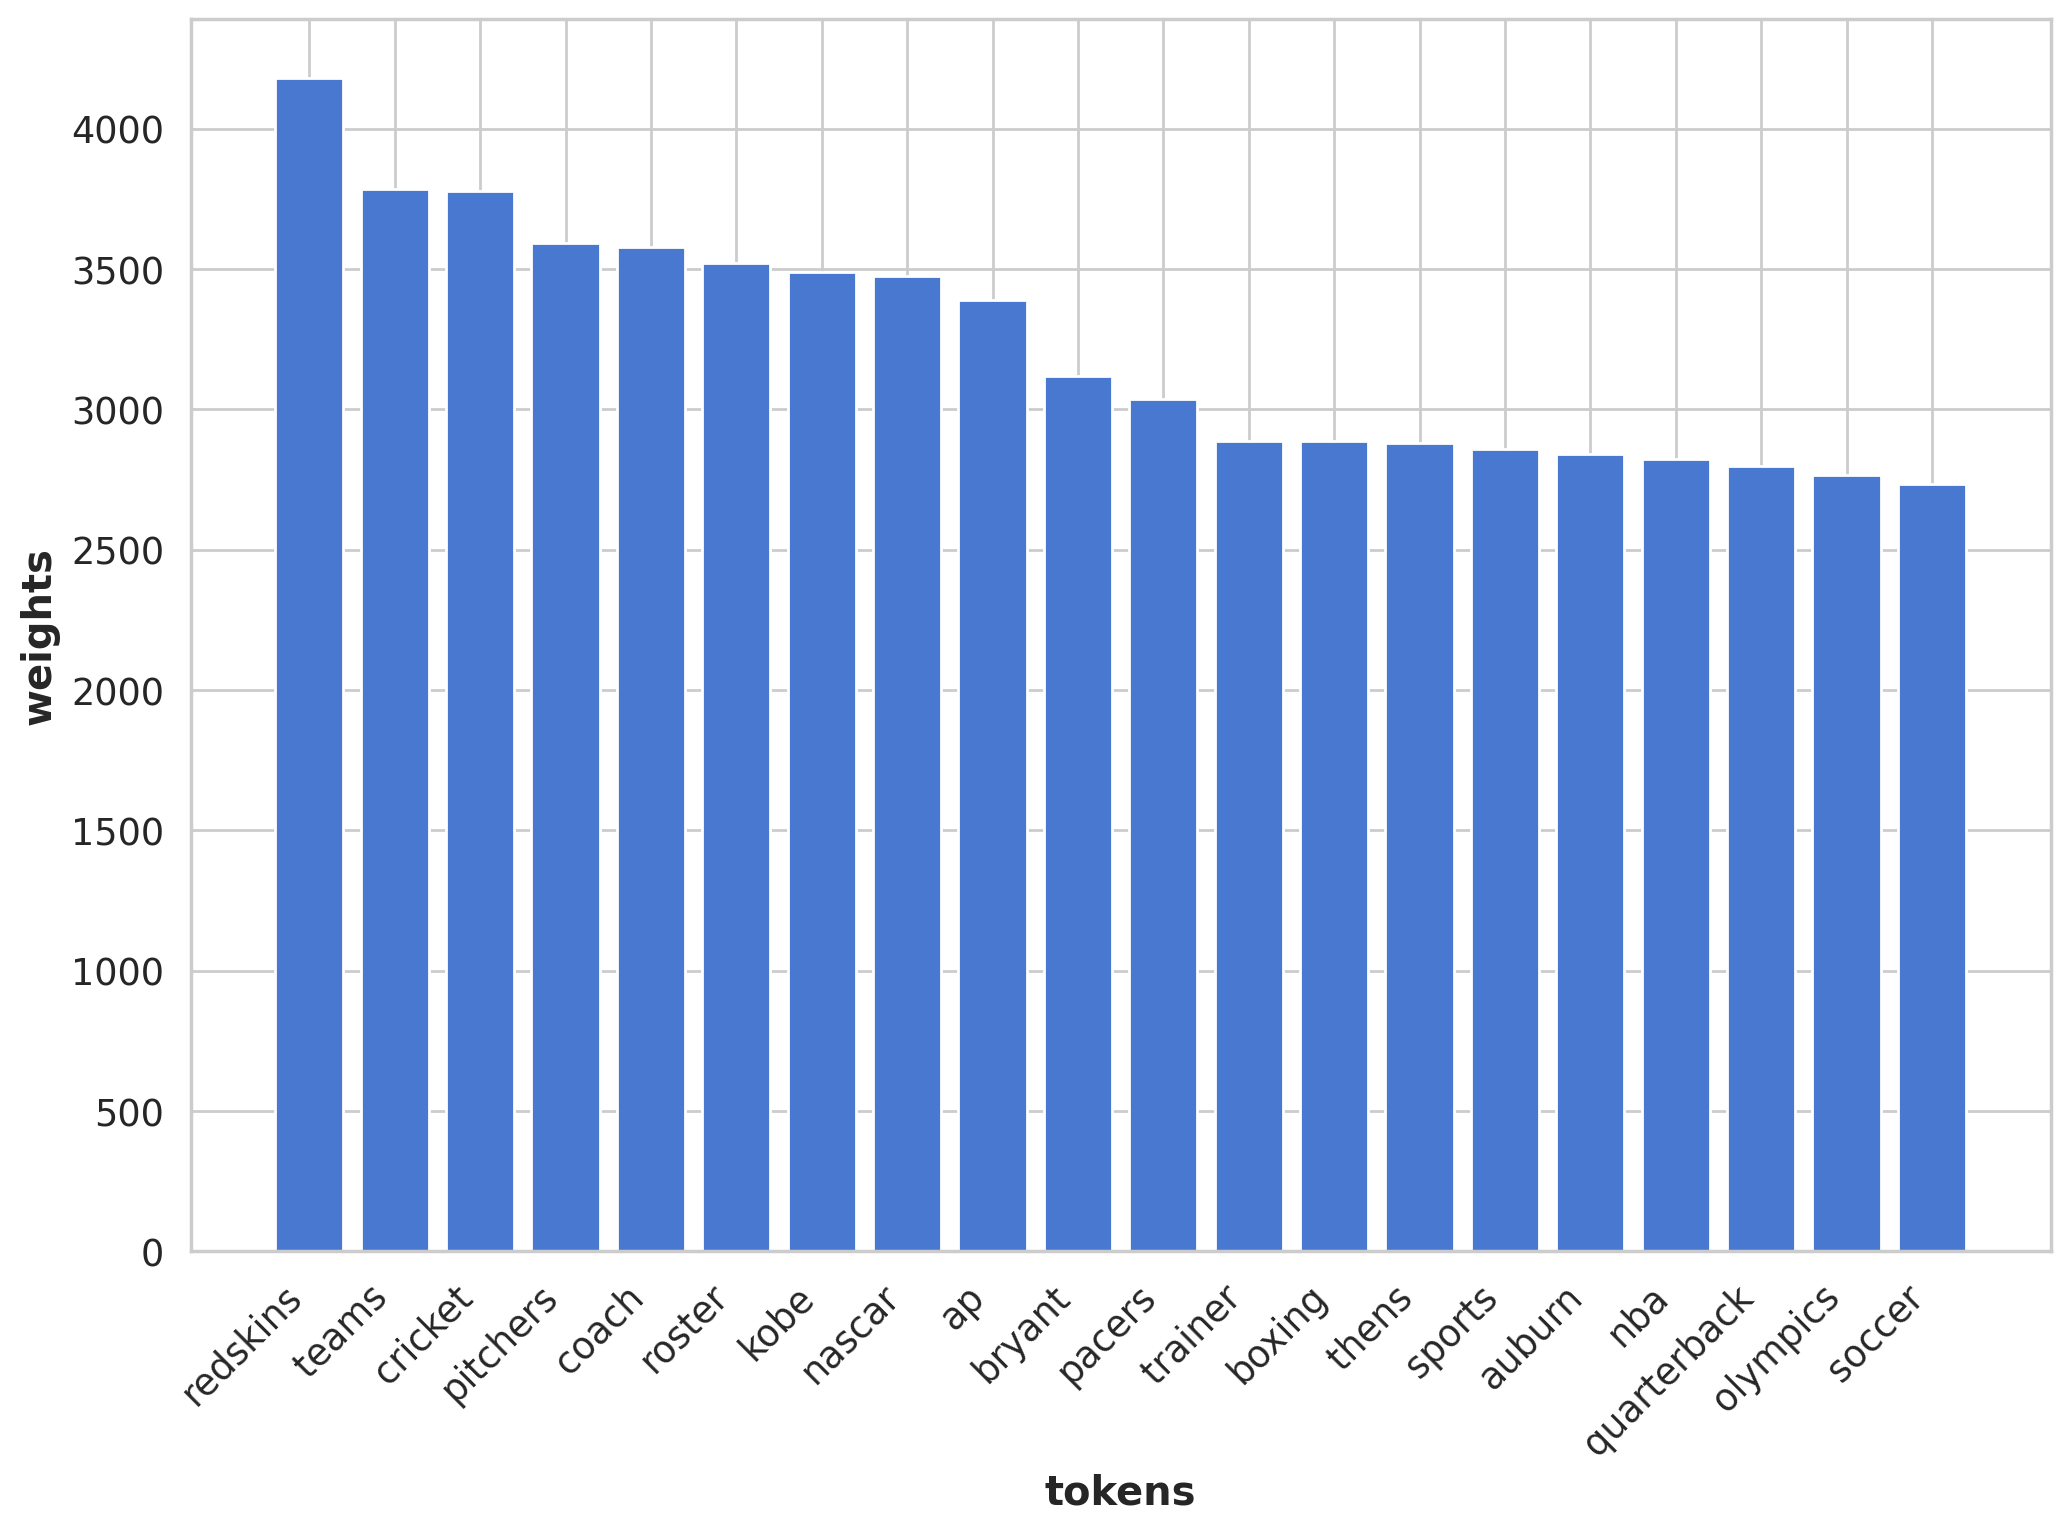 4000
3500
3000
2500
2000
1500
1000
500
0
weights
redskins
teams
cricket
pitchers
coach
roster
kobe
nascar
ap
bryant
pacers
trainer
boxing
thens
sports
auburn
nba
quarterback
olympics
soccer
tokens